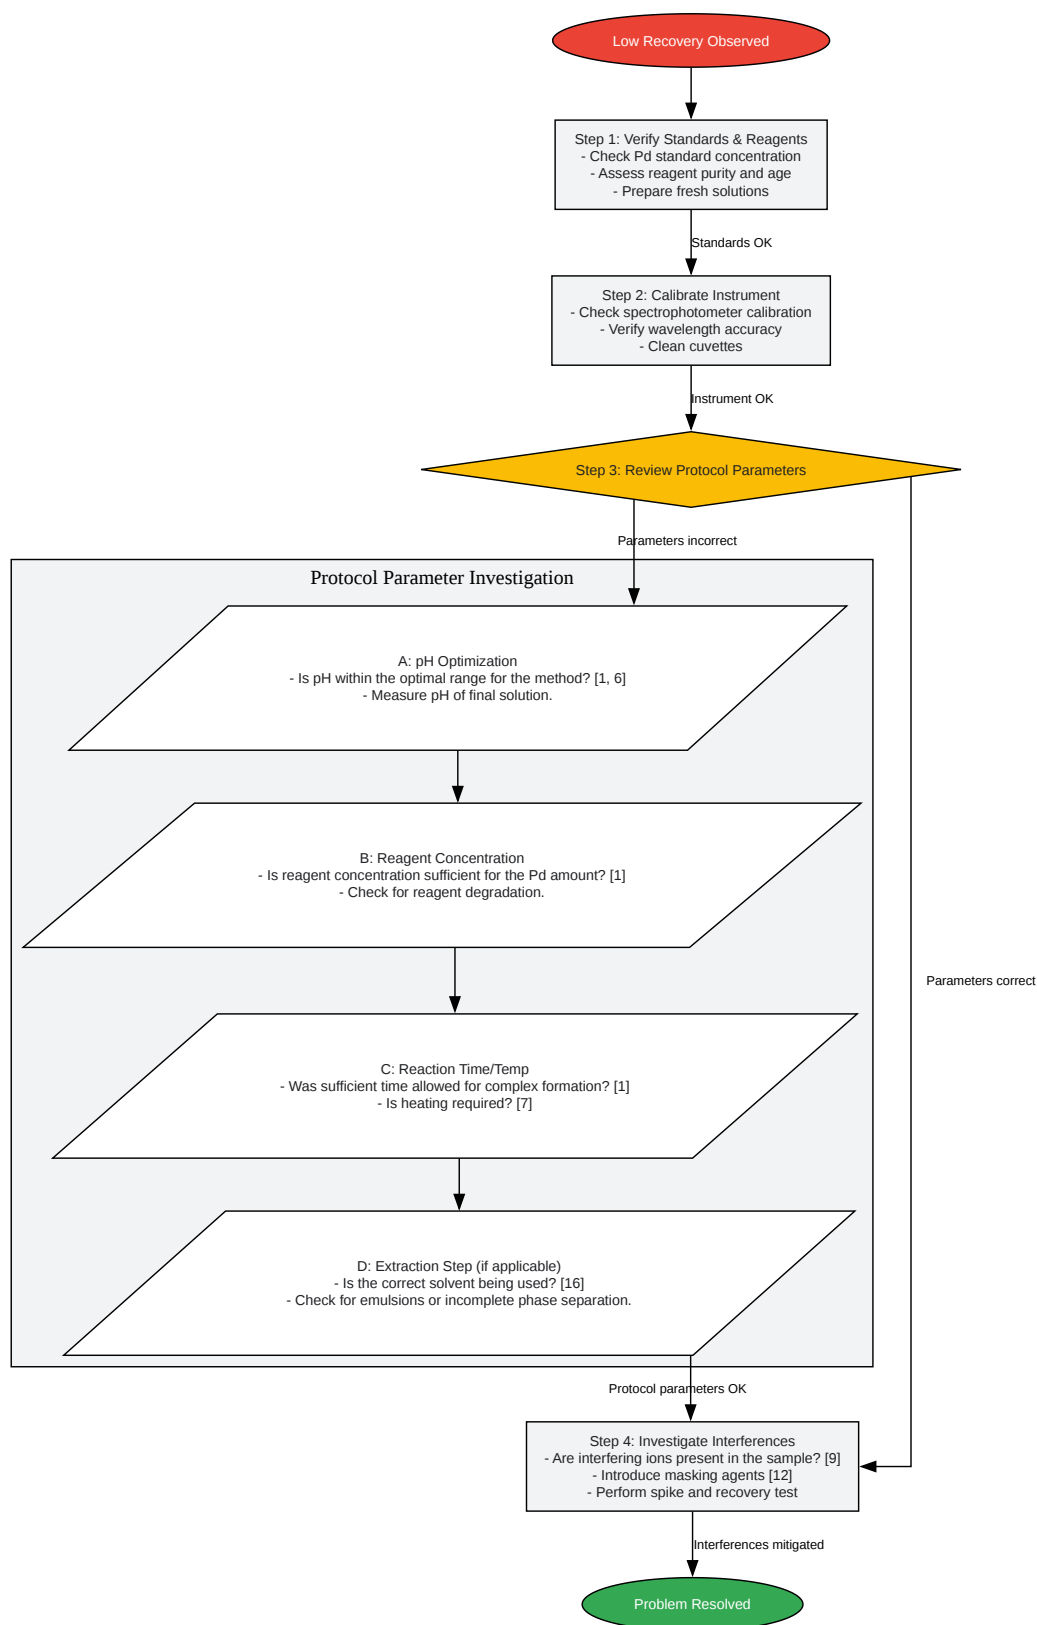 Low Recovery Observed
Step 1: Verify Standards & Reagents
- Check Pd standard concentration
- Assess reagent purity and age
- Prepare fresh solutions
Standards OK
Step 2: Calibrate Instrument
- Check spectrophotometer calibration
- Verify wavelength accuracy
- Clean cuvettes
Instrument OK
Step 3: Review Protocol Parameters
Parameters incorrect
Protocol Parameter Investigation
A: pH Optimization
- Is pH within the optimal range for the method? [1, 6]
- Measure pH of final solution.
B: Reagent Concentration
- Is reagent concentration sufficient for the Pd amount? [1]
- Check for reagent degradation.
Parameters correct
C: Reaction Time/Temp
- Was sufficient time allowed for complex formation? [1]
- Is heating required? [7]
D: Extraction Step (if applicable)
- Is the correct solvent being used? [16]
- Check for emulsions or incomplete phase separation.
Protocol parameters OK
Step 4: Investigate Interferences
- Are interfering ions present in the sample? [9]
- Introduce masking agents [12]
- Perform spike and recovery test
Interferences mitigated
Problem Resolved